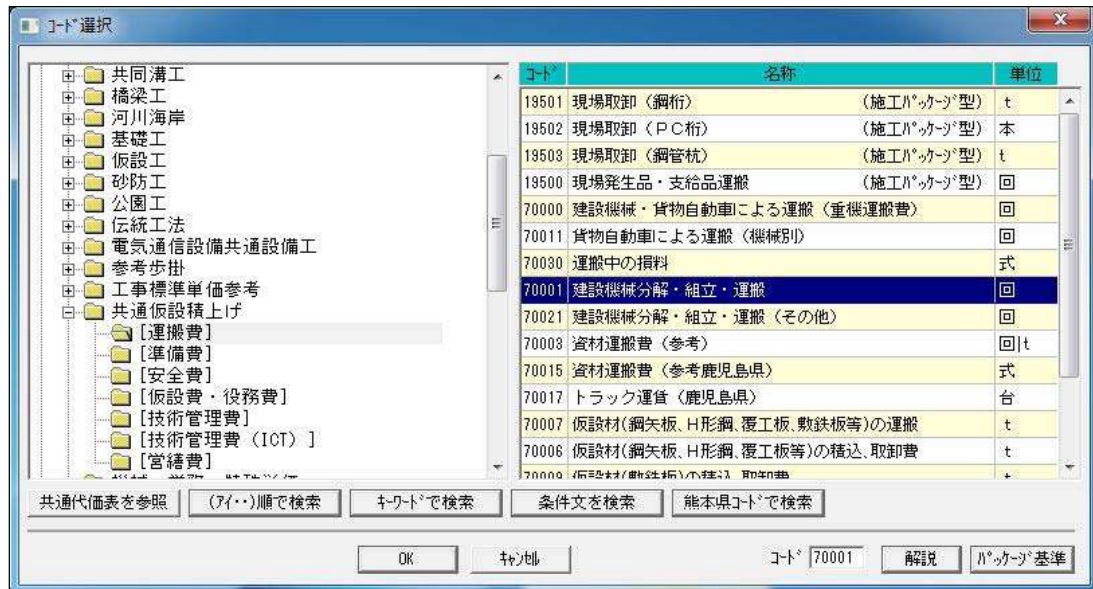 コード選択
共同溝工
橋梁工
河川海岸
基礎工
仮設工
砂防工
公園工
伝統工法
電気通信設備共通設備工
参考歩掛
工事標準単価参考
共通仮設積上げ
[運搬費]
[準備費]
[安全費]
[仮設費・役務費]
[技術管理費]
[技術管理費（ICT）]
[営繕費]
コード 名称 単位
19501 現場取卸（鋼桁） （施工パッケージ型） t
19502 現場取卸（ＰＣ桁） （施工パッケージ型） 本
19503 現場取卸（鋼管杭） （施工パッケージ型） t
19500 現場発生品・支給品運搬 （施工パッケージ型） 回
70000 建設機械・貨物自動車による運搬（重機運搬費） 回
70011 貨物自動車による運搬（機械別） 回
70030 運搬中の損料 式
70001 建設機械分解・組立・運搬 回
70021 建設機械分解・組立・運搬（その他） 回
70003 資材運搬費（参考） 回|t
70015 資材運搬費（参考鹿児島県） 式
70017 トラック運賃（鹿児島県） 台
70007 仮設材(鋼矢板、Ｈ形鋼、覆工板、敷鉄板等)の運搬 t
70006 仮設材(鋼矢板、Ｈ形鋼、覆工板等)の積込、取卸費 t
共通代価表を参照 (アイ・・)順で検索 キーワードで検索 条件文を検索 熊本県コードで検索
OK キャンセル コード 70001 解説 パッケージ基準